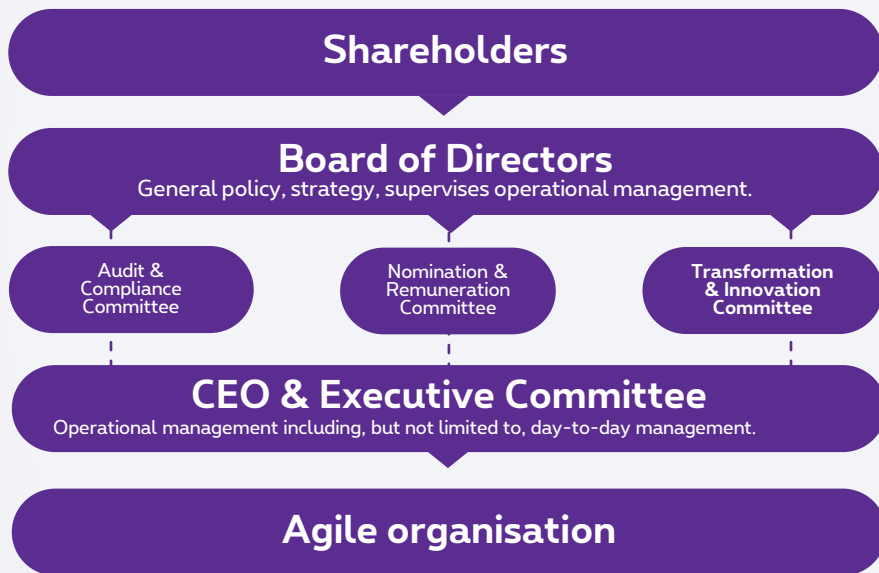 Shareholders
Board of Directors
General policy, strategy, supervises operational management.
Audit &
Compliance
Committee
Nomination &
Remuneration
Committee
Transformation
& Innovation
Committee
CEO & Executive Committee
Operational management including, but not limited to, day-to-day management.
Agile organisation